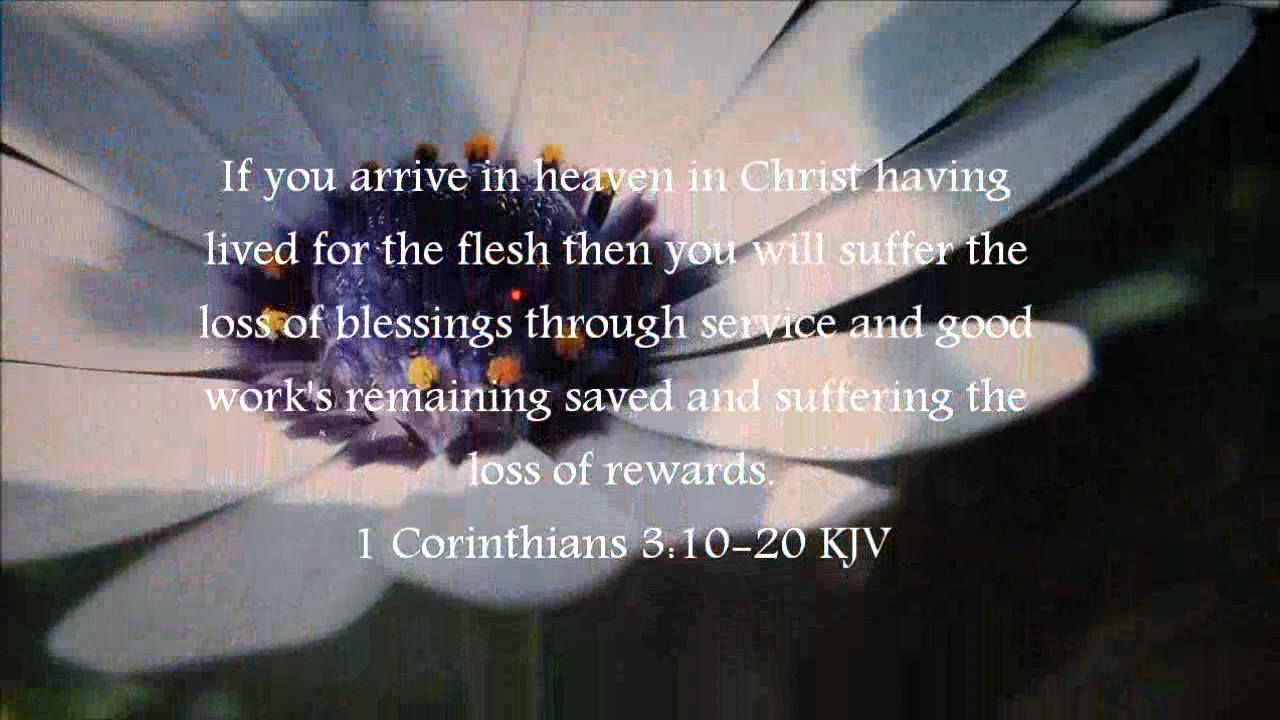 If you arrive in heaven in Christ having
lived for the flesh then you will suffer the
loss of blessings through service and good
work's remaining saved and suffering the
loss of rewards.
1 Corinthians 3:10-20 KJV